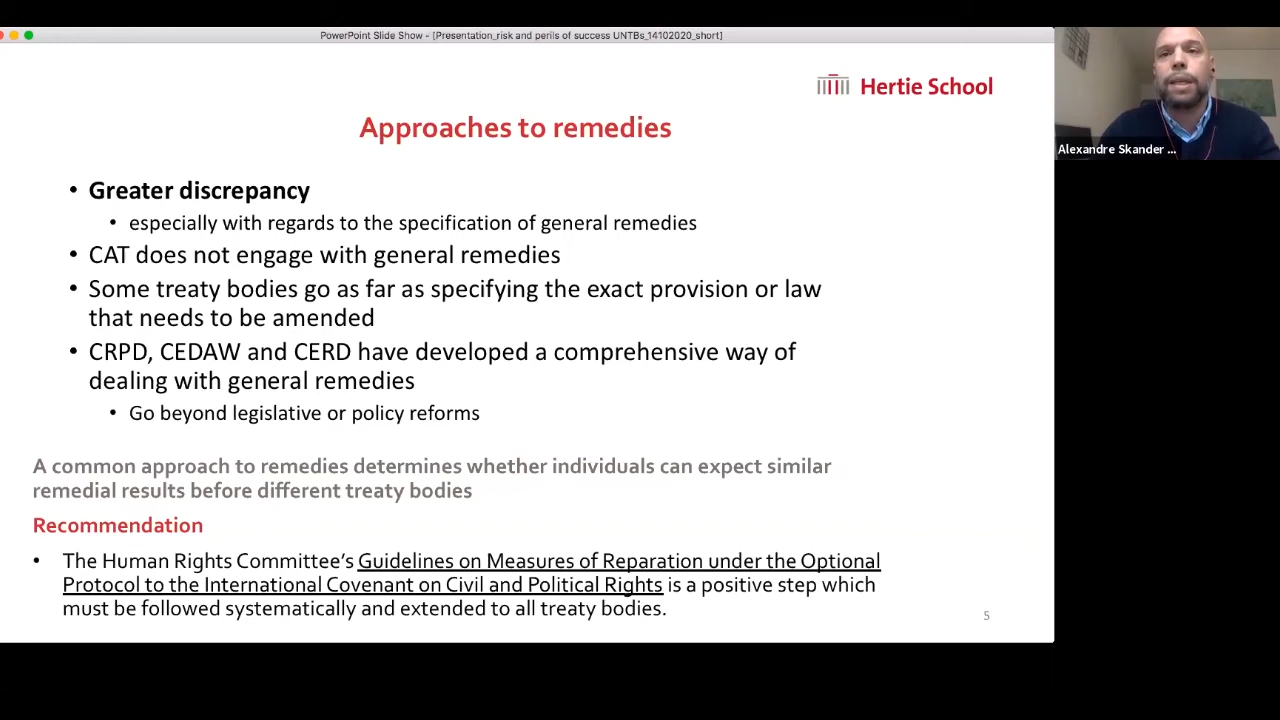 PowerPoint Slide Show - [Presentation_risk and perils of success UNTBs_14102020_short]
Hertie School
Approaches to remedies
• Greater discrepancy
• especially with regards to the specification of general remedies
• CAT does not engage with general remedies
• Some treaty bodies go as far as specifying the exact provision or law
that needs to be amended
• CRPD, CEDAW and CERD have developed a comprehensive way of
dealing with general remedies
• Go beyond legislative or policy reforms
A common approach to remedies determines whether individuals can expect similar
remedial results before different treaty bodies
Recommendation
• The Human Rights Committee's Guidelines on Measures of Reparation under the Optional
Protocol to the International Covenant on Civil and Political Rights is a positive step which
must be followed systematically and extended to all treaty bodies.
5
Alexandre Skander ...